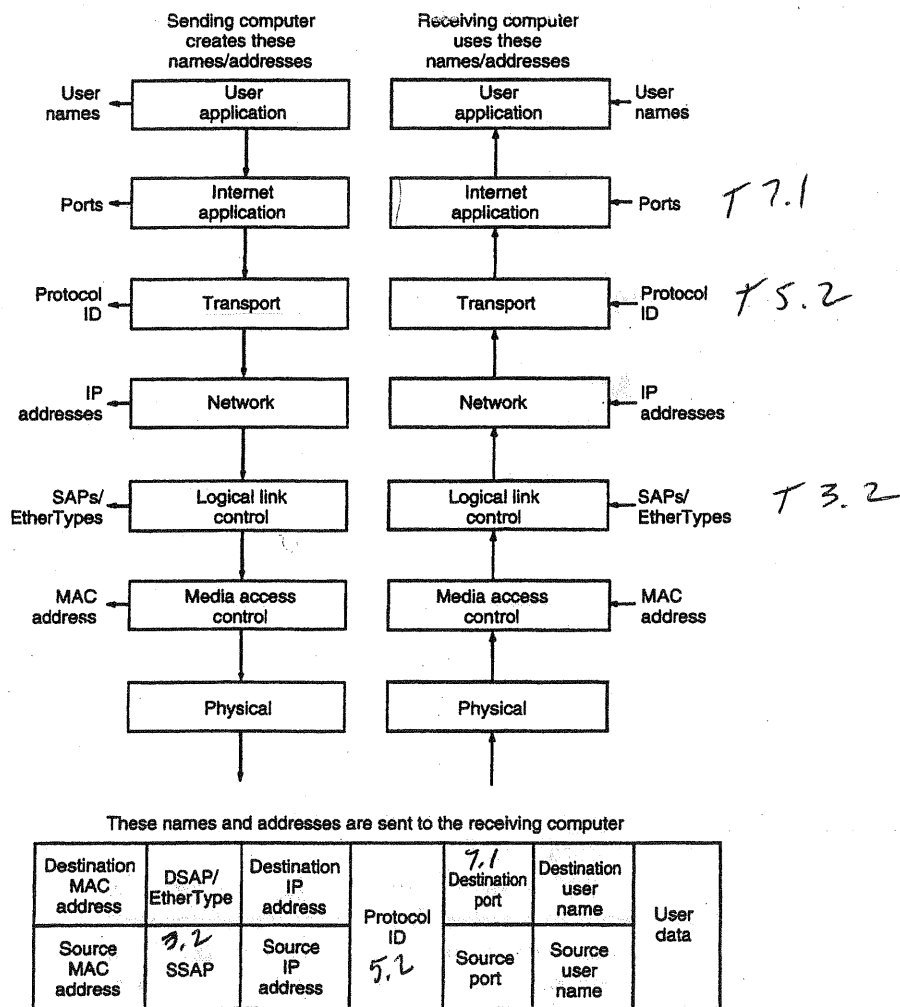 Sending computer
creates these
names/addresses
Receiving computer
uses these
names/addresses
User
names
User
application
User
application
User
names
Ports
Internet
application
Internet
application
Ports
T 7.1
Protocol
ID
Transport
Transport
Protocol
ID
T 5.2
IP
addresses
Network
Network
IP
addresses
SAPs/
EtherTypes
Logical link
control
Logical link
control
SAPs/
EtherTypes
T 3.2
MAC
address
Media access
control
Media access
control
MAC
address
Physical
Physical
These names and addresses are sent to the receiving computer
Destination
MAC
address
DSAP/
EtherType
Destination
IP
address
Protocol
ID
5.2
7.1
Destination
port
Destination
user
name
User
data
Source
MAC
address
3.2
SSAP
Source
IP
address
Source
port
Source
user
name